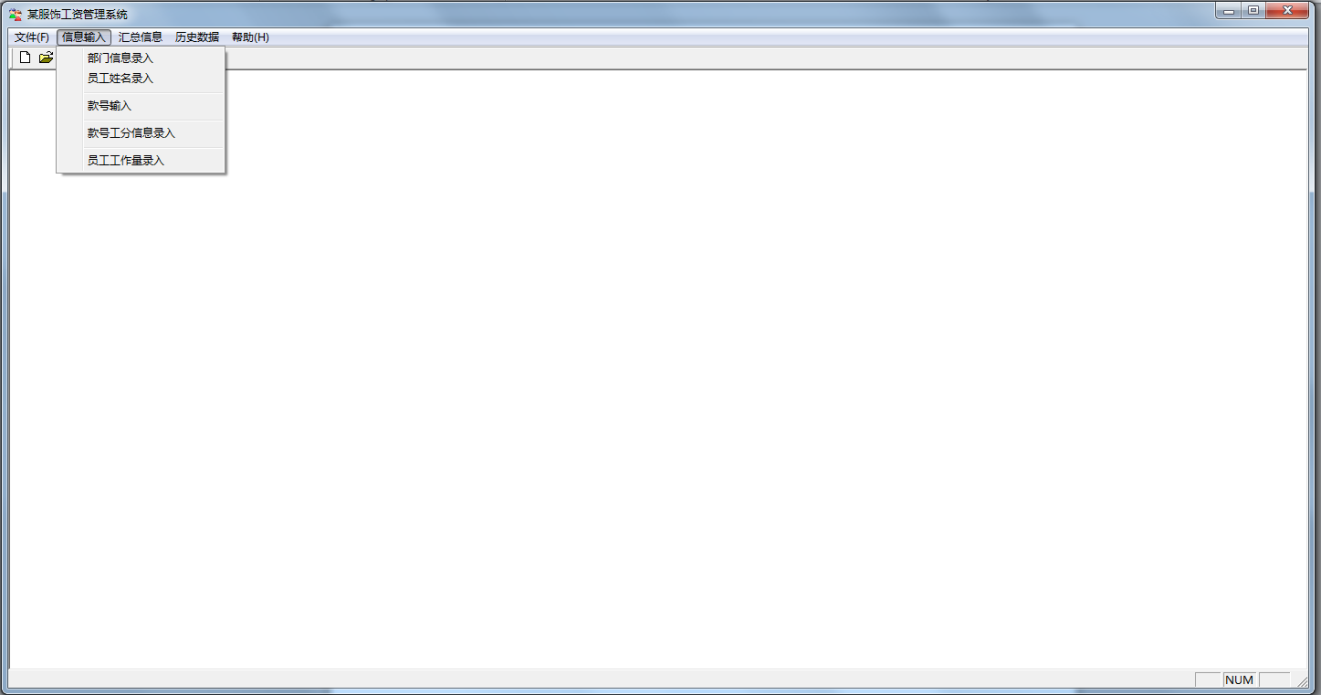 某服饰工资管理系统
文件(F) 信息输入 汇总信息 历史数据 帮助(H)
部门信息录入
员工姓名录入
款号输入
款号工分信息录入
员工工作量录入
NUM